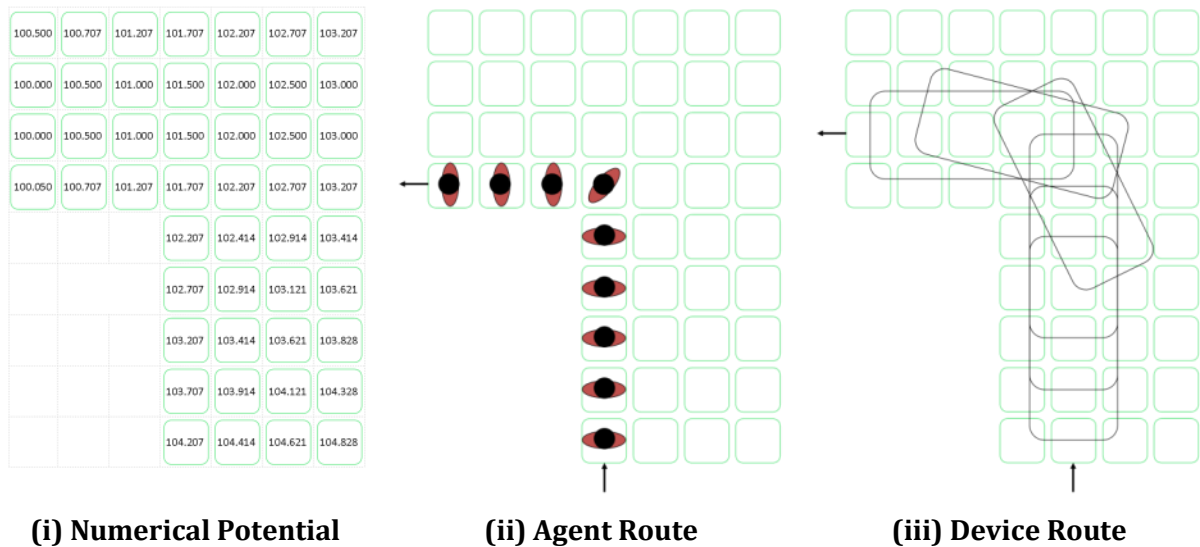 100.500 100.707 101.207 101.707 102.207 102.707 103.207
100.000 100.500 101.000 101.500 102.000 102.500 103.000
100.000 100.500 101.000 101.500 102.000 102.500 103.000
100.050 100.707 101.207 101.707 102.207 102.707 103.207
102.207 102.414 102.914 103.414
102.707 102.914 103.121 103.621
103.207 103.414 103.621 103.828
103.707 103.914 104.121 104.328
104.207 104.414 104.621 104.828
(i) Numerical Potential (ii) Agent Route (iii) Device Route